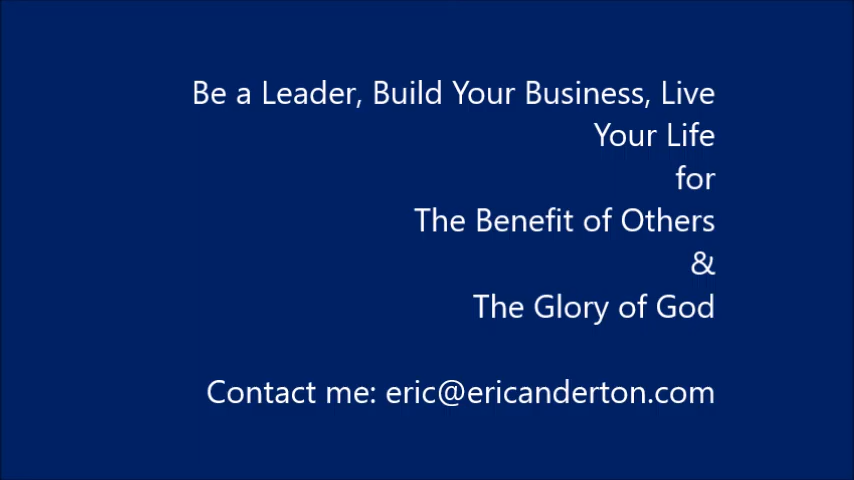 Be a Leader, Build Your Business, Live
Your Life
for
The Benefit of Others
&
The Glory of God
Contact me: eric@ericanderton.com